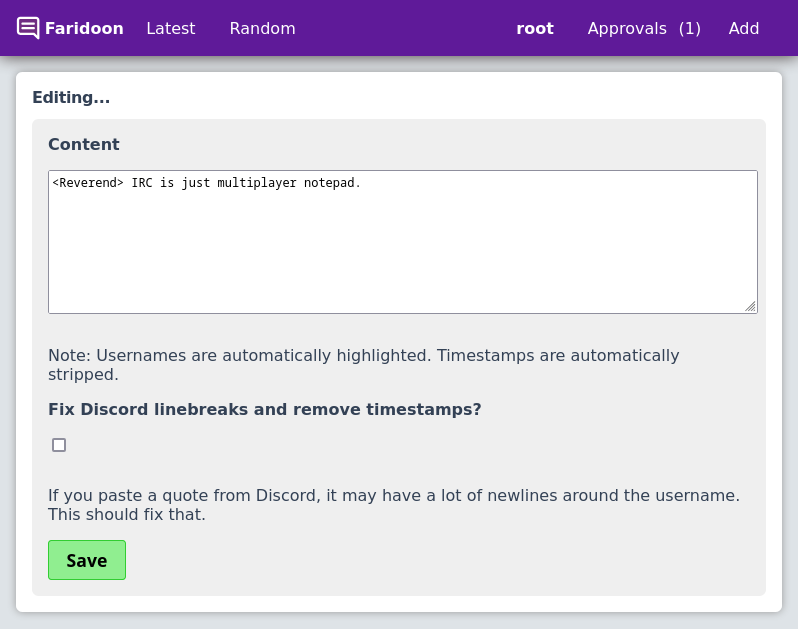 Faridoon Latest Random root Approvals (1) Add
Editing...
Content
<Reverend> IRC is just multiplayer notepad.
Note: Usernames are automatically highlighted. Timestamps are automatically
stripped.
Fix Discord linebreaks and remove timestamps?
If you paste a quote from Discord, it may have a lot of newlines around the username.
This should fix that.
Save